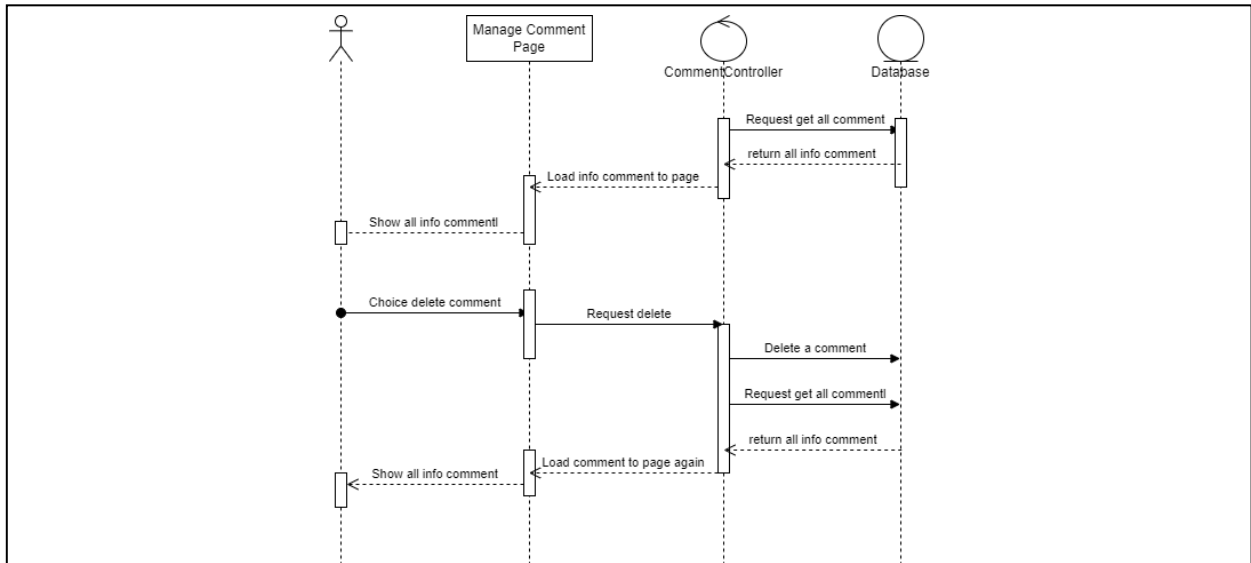 Manage Comment
Page
CommentController
Database
Request get all comment
return all info comment
Load info comment to page
Show all info commentl
Choice delete comment
Request delete
Delete a comment
Request get all commentl
return all info comment
Load comment to page again
Show all info comment